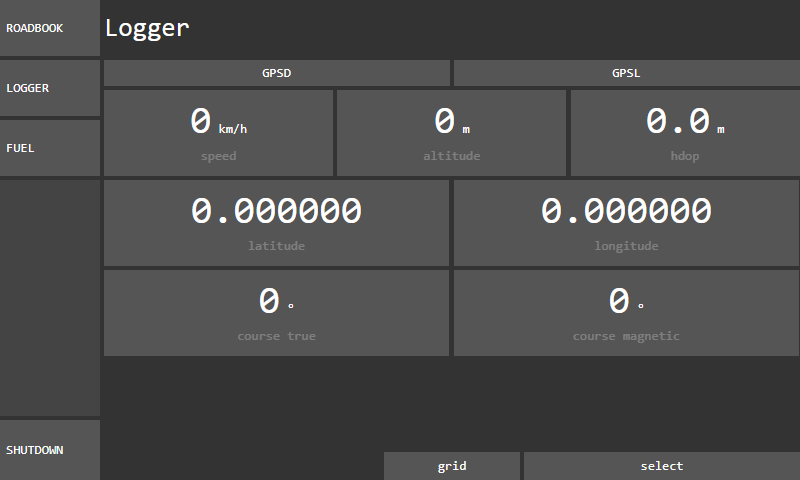 ROADBOOK
LOGGER
FUEL
SHUTDOWN
Logger
GPSD GPSL
0 km/h 0 m 0.0 m
speed altitude hdop
0.000000 0.000000
latitude longitude
0 ° 0 °
course true course magnetic
grid select